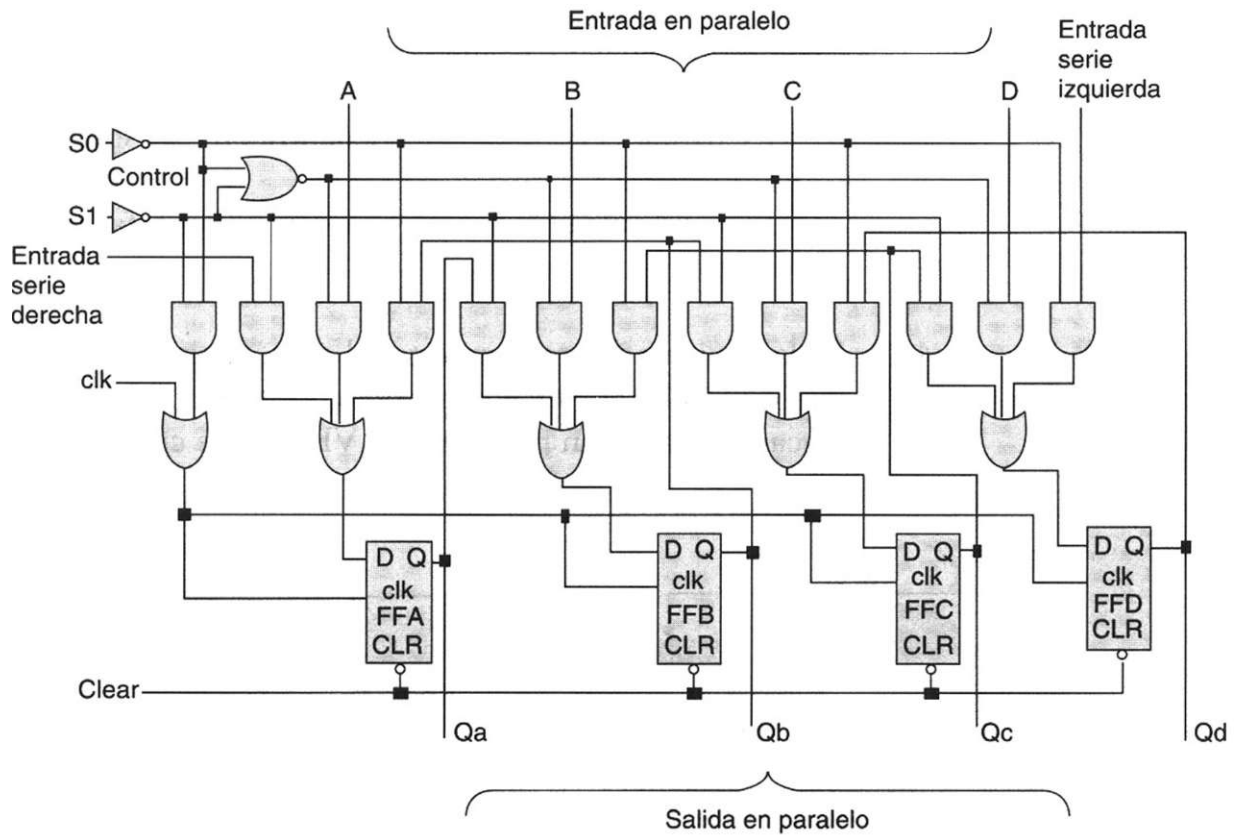 Entrada en paralelo
Entrada
serie
izquierda
A
B
C
D
S0
Control
S1
Entrada
serie
derecha
clk
D Q
clk
FFA
CLR
D Q
clk
FFB
CLR
D Q
clk
FFC
CLR
D Q
clk
FFD
CLR
Clear
Qa
Qb
Qc
Qd
Salida en paralelo